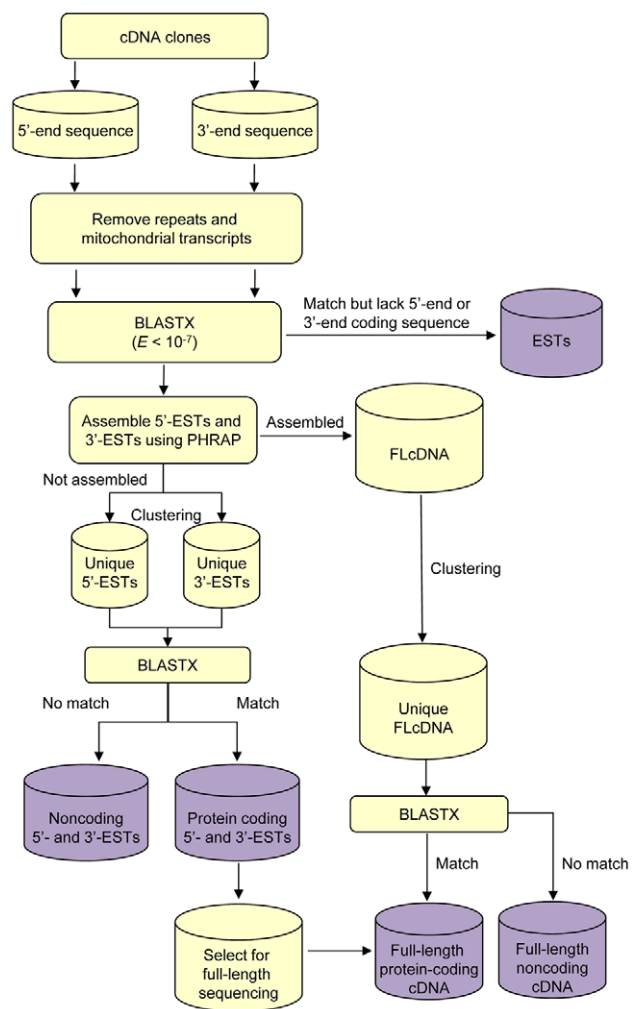 cDNA clones
5'-end sequence
3'-end sequence
Remove repeats and
mitochondrial transcripts
BLASTX
(E < 10⁻⁷)
Match but lack 5'-end or
3'-end coding sequence
ESTs
Assemble 5'-ESTs and
3'-ESTs using PHRAP
Assembled
FLcDNA
Not assembled
Clustering
Unique
5'-ESTs
Unique
3'-ESTs
Clustering
BLASTX
No match
Match
Unique
FLcDNA
Noncoding
5'- and 3'-ESTs
Protein coding
5'- and 3'-ESTs
BLASTX
Match
No match
Select for
full-length
sequencing
Full-length
protein-coding
cDNA
Full-length
noncoding
cDNA